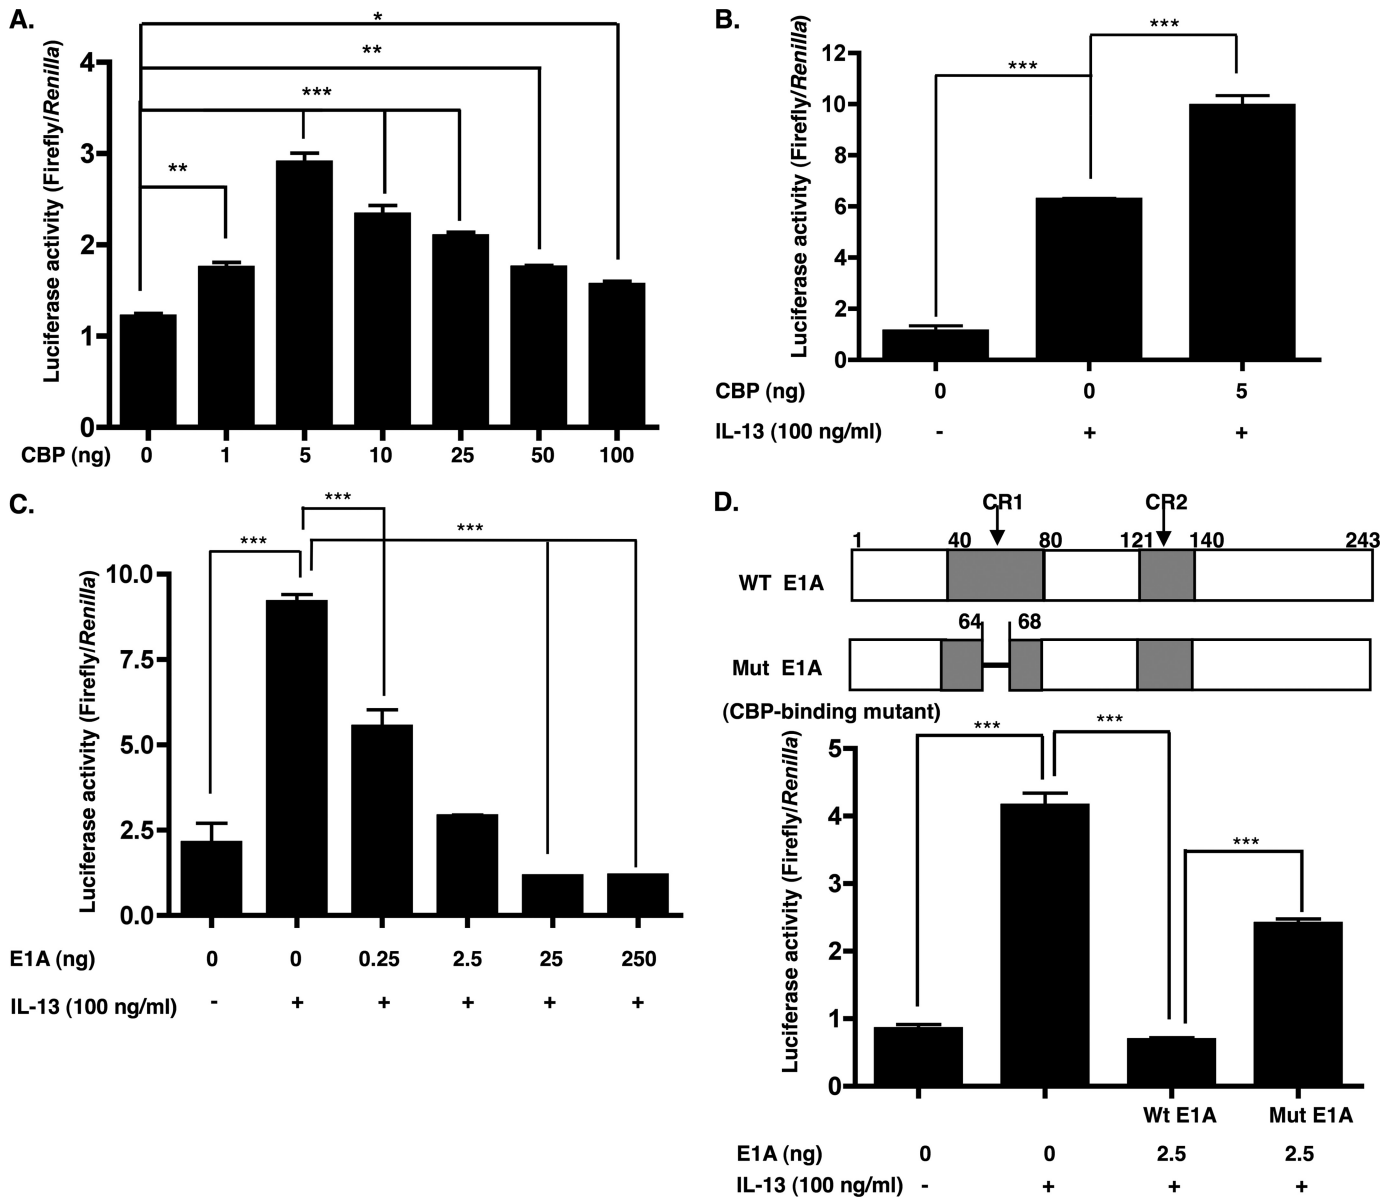 A.
*
**
***
**
Luciferase activity (Firefly/Renilla)
4
3
2
1
0
CBP (ng) 0 1 5 10 25 50 100
B.
***
***
Luciferase activity (Firefly/Renilla)
12
10
8
6
4
2
0
CBP (ng) 0 0 5
IL-13 (100 ng/ml) - + +
C.
***
***
***
Luciferase activity (Firefly/Renilla)
10.0
7.5
5.0
2.5
0.0
E1A (ng) 0 0 0.25 2.5 25 250
IL-13 (100 ng/ml) - + + + + +
D.
CR1 CR2
1 40 80 121 140 243
WT E1A
64 68
Mut E1A
(CBP-binding mutant)
***
***
***
Luciferase activity (Firefly/Renilla)
5
4
3
2
1
0
Wt E1A Mut E1A
E1A (ng) 0 0 2.5 2.5
IL-13 (100 ng/ml) - + + +